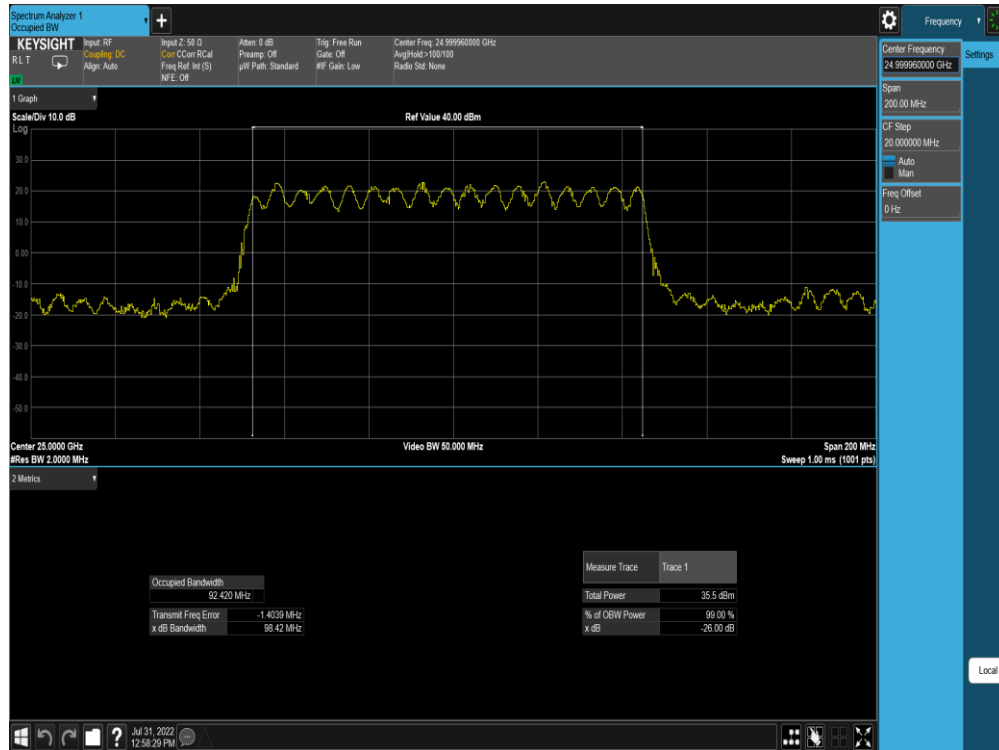 Spectrum Analyzer 1
Occupied BW
+
Frequency
KEYSIGHT
R L T
LNI
Input: RF
Coupling: DC
Align: Auto
Input Z: 50 Ω
Corr CCorr RCal
Freq Ref: Int (S)
NFE: Off
Atten: 0 dB
Preamp: Off
µW Path: Standard
Trig: Free Run
Gate: Off
#IF Gain: Low
Center Freq: 24.999960000 GHz
Avg|Hold:>100/100
Radio Std: None
Center Frequency
24.999960000 GHz
Settings
Span
200.00 MHz
CF Step
20.000000 MHz
Auto
Man
Freq Offset
0 Hz
1 Graph
Scale/Div 10.0 dB
Ref Value 40.00 dBm
Log
30.0
20.0
10.0
0.00
-10.0
-20.0
-30.0
-40.0
-50.0
Center 25.0000 GHz
Video BW 50.000 MHz
Span 200 MHz
#Res BW 2.0000 MHz
Sweep 1.00 ms (1001 pts)
2 Metrics
Measure Trace
Trace 1
Occupied Bandwidth
92.420 MHz
Total Power
35.5 dBm
Transmit Freq Error
-1.4039 MHz
% of OBW Power
99.00 %
x dB Bandwidth
98.42 MHz
x dB
-26.00 dB
Local
?
Jul 31, 2022
12:58:29 PM